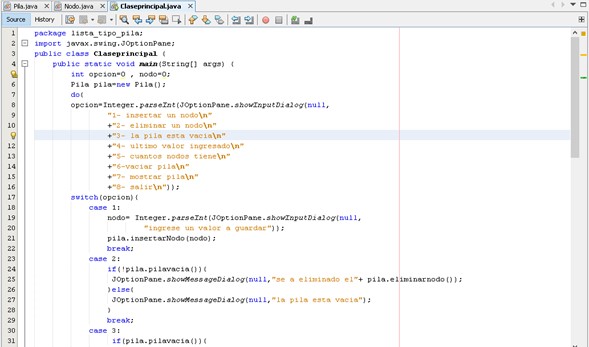 Pila.java Nodo.java Claseprincipal.java
Source History
1 package lista_tipo_pila;
2 import javax.swing.JOptionPane;
3 public class Claseprincipal {
4 public static void main(String[] args) {
int opcion=0 , nodo=0;
6 Pila pila=new Pila();
7 do{
8 opcion=Integer.parseInt(JOptionPane.showInputDialog(null,
9 "1- insertar un nodo\n"
10 +"2- eliminar un nodo\n"
+"3- la pila esta vacia\n"
12 +"4- ultimo valor ingresado\n"
13 +"5- cuantos nodos tiene\n"
14 +"6-vaciar pila\n"
15 +"7- mostrar pila\n"
16 +"8- salir\n"));
17 switch(opcion){
18 case 1:
19 nodo= Integer.parseInt(JOptionPane.showInputDialog(null,
20 "ingrese un valor a guardar"));
21 pila.insertarNodo(nodo);
22 break;
23 case 2:
24 if(!pila.pilavacia()){
25 JOptionPane.showMessageDialog(null,"se a eliminado el"+ pila.eliminarnodo());
26 }else{
27 JOptionPane.showMessageDialog(null,"la pila esta vacia");
28 }
29 break;
30 case 3:
31 if(pila.pilavacia()){